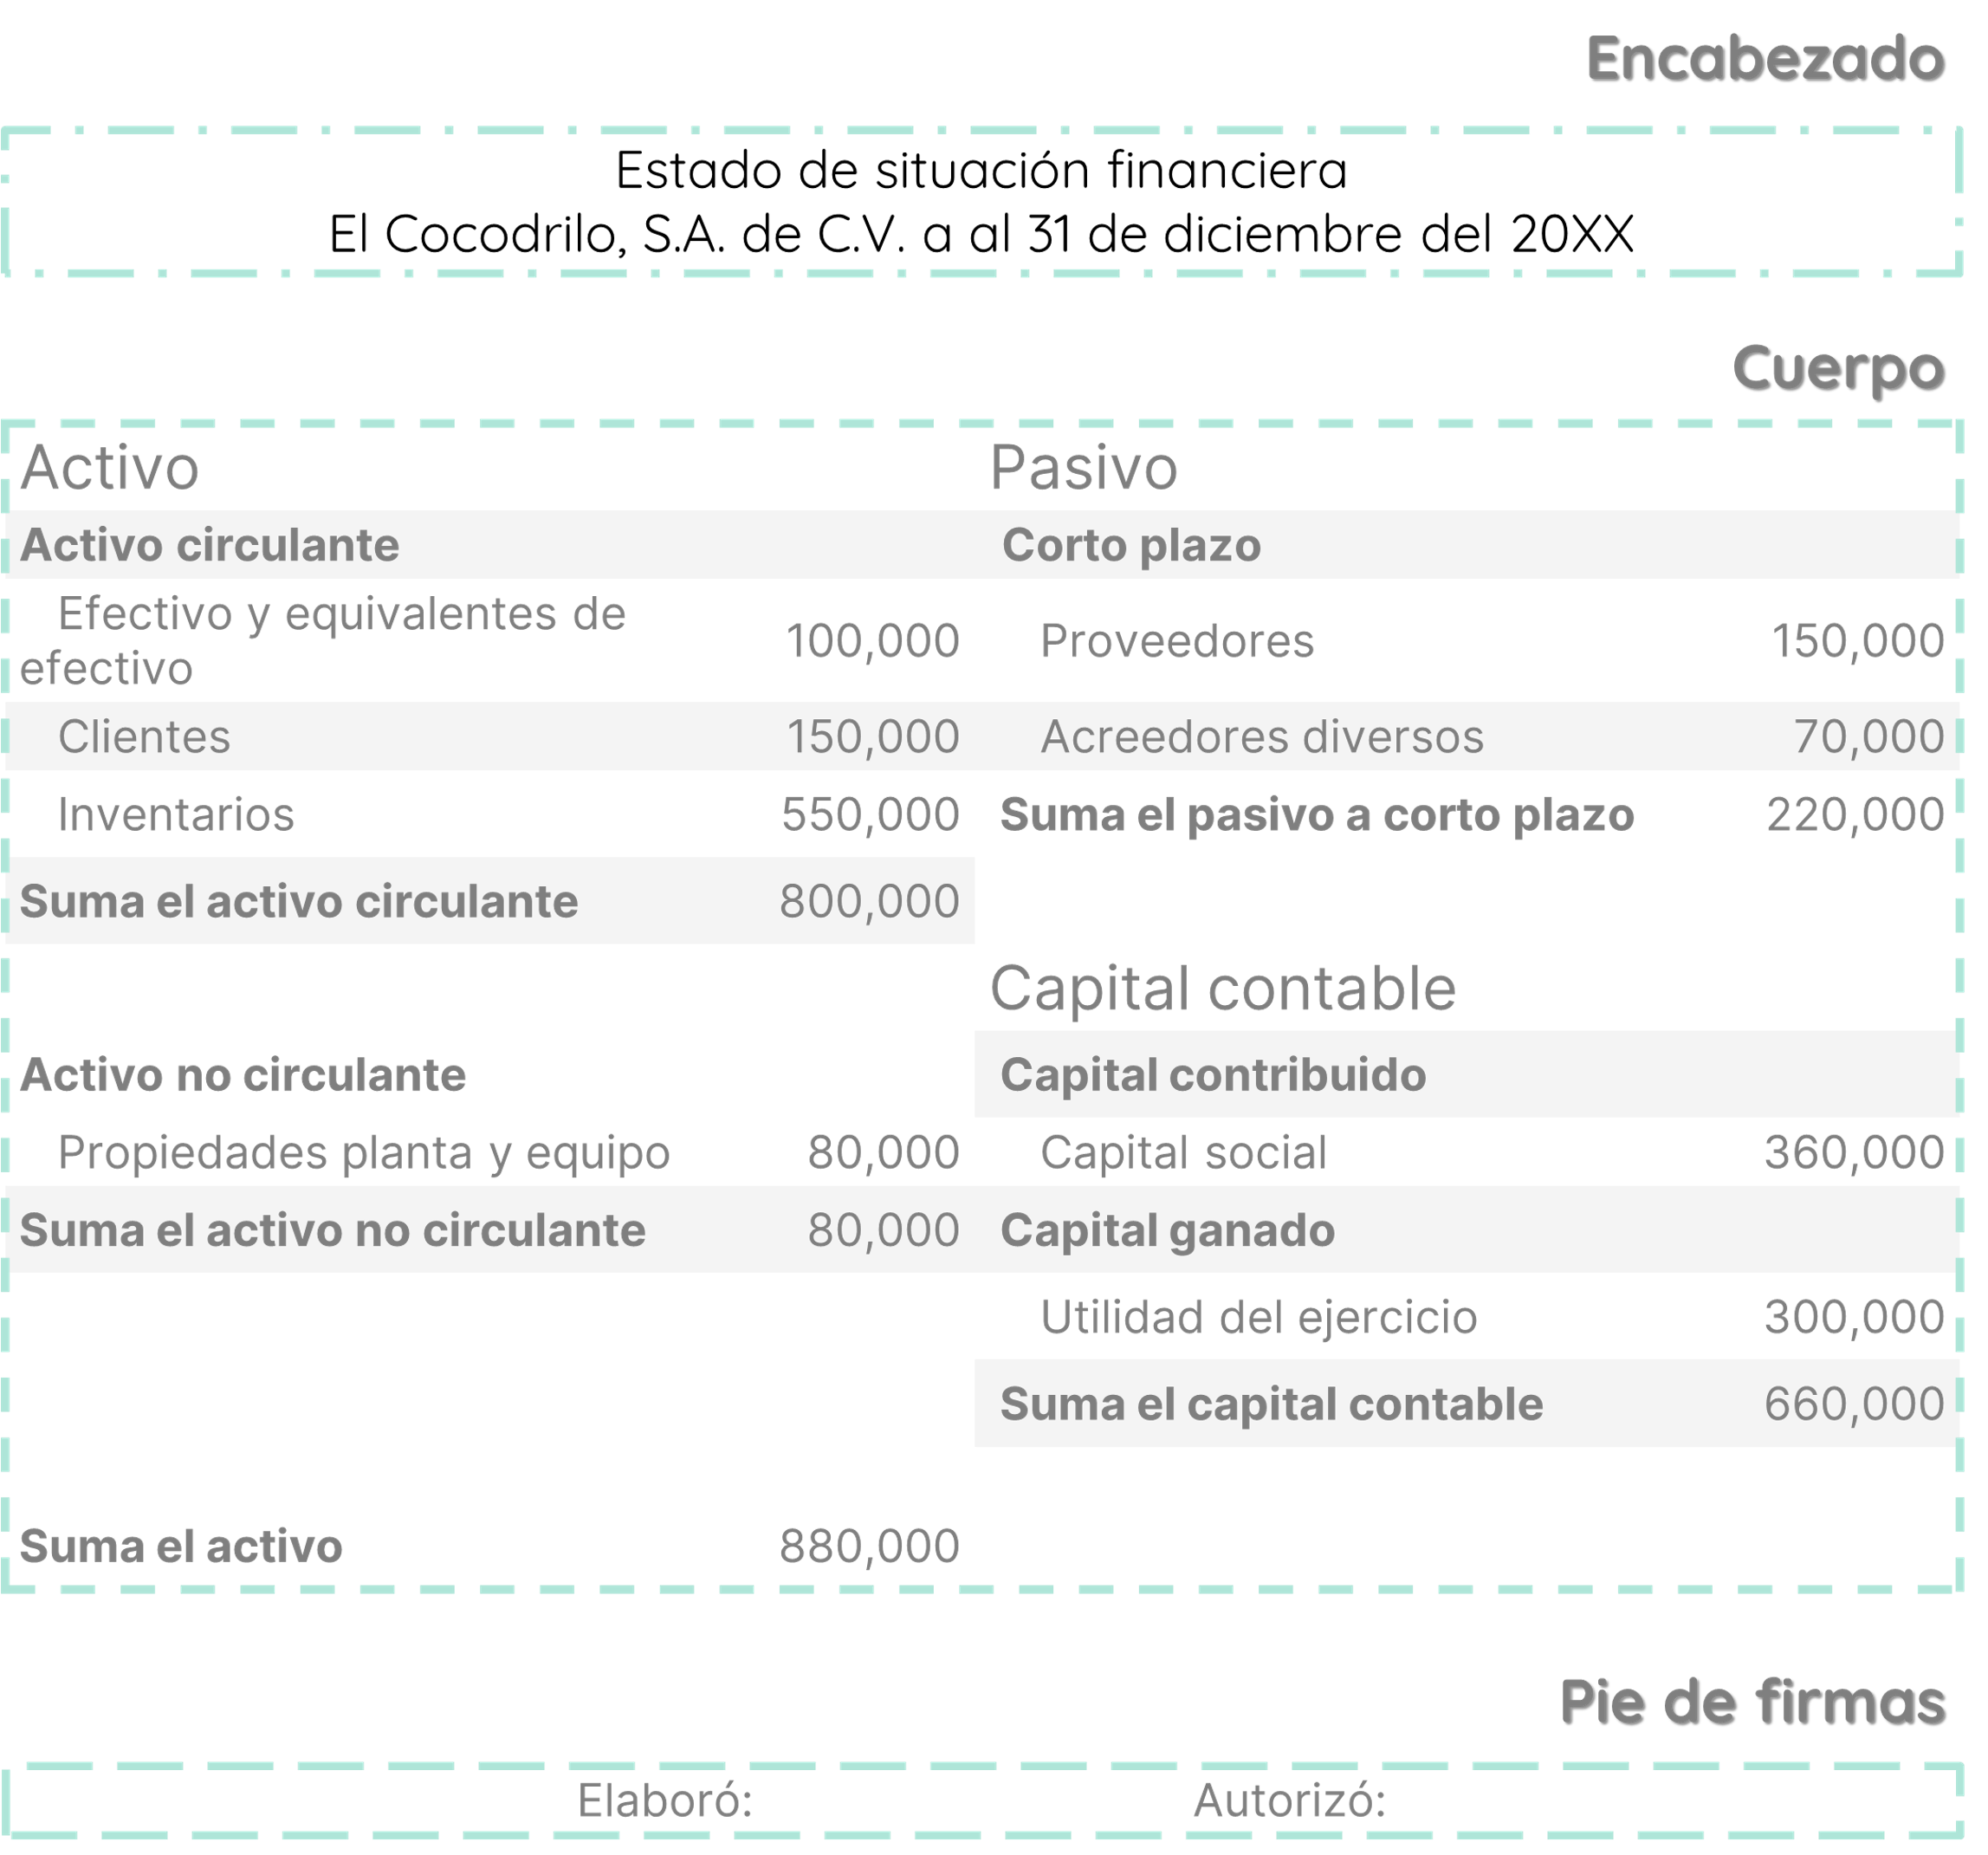 Encabezado
Estado de situación financiera
El Cocodrilo, S.A. de C.V. a al 31 de diciembre del 20XX
Cuerpo
Activo Pasivo
Activo circulante Corto plazo
Efectivo y equivalentes de
efectivo 100,000 Proveedores 150,000
Clientes 150,000 Acreedores diversos 70,000
Inventarios 550,000 Suma el pasivo a corto plazo 220,000
Suma el activo circulante 800,000
Capital contable
Activo no circulante Capital contribuido
Propiedades planta y equipo 80,000 Capital social 360,000
Suma el activo no circulante 80,000 Capital ganado
Utilidad del ejercicio 300,000
Suma el capital contable 660,000
Suma el activo 880,000
Pie de firmas
Elaboró: Autorizó: